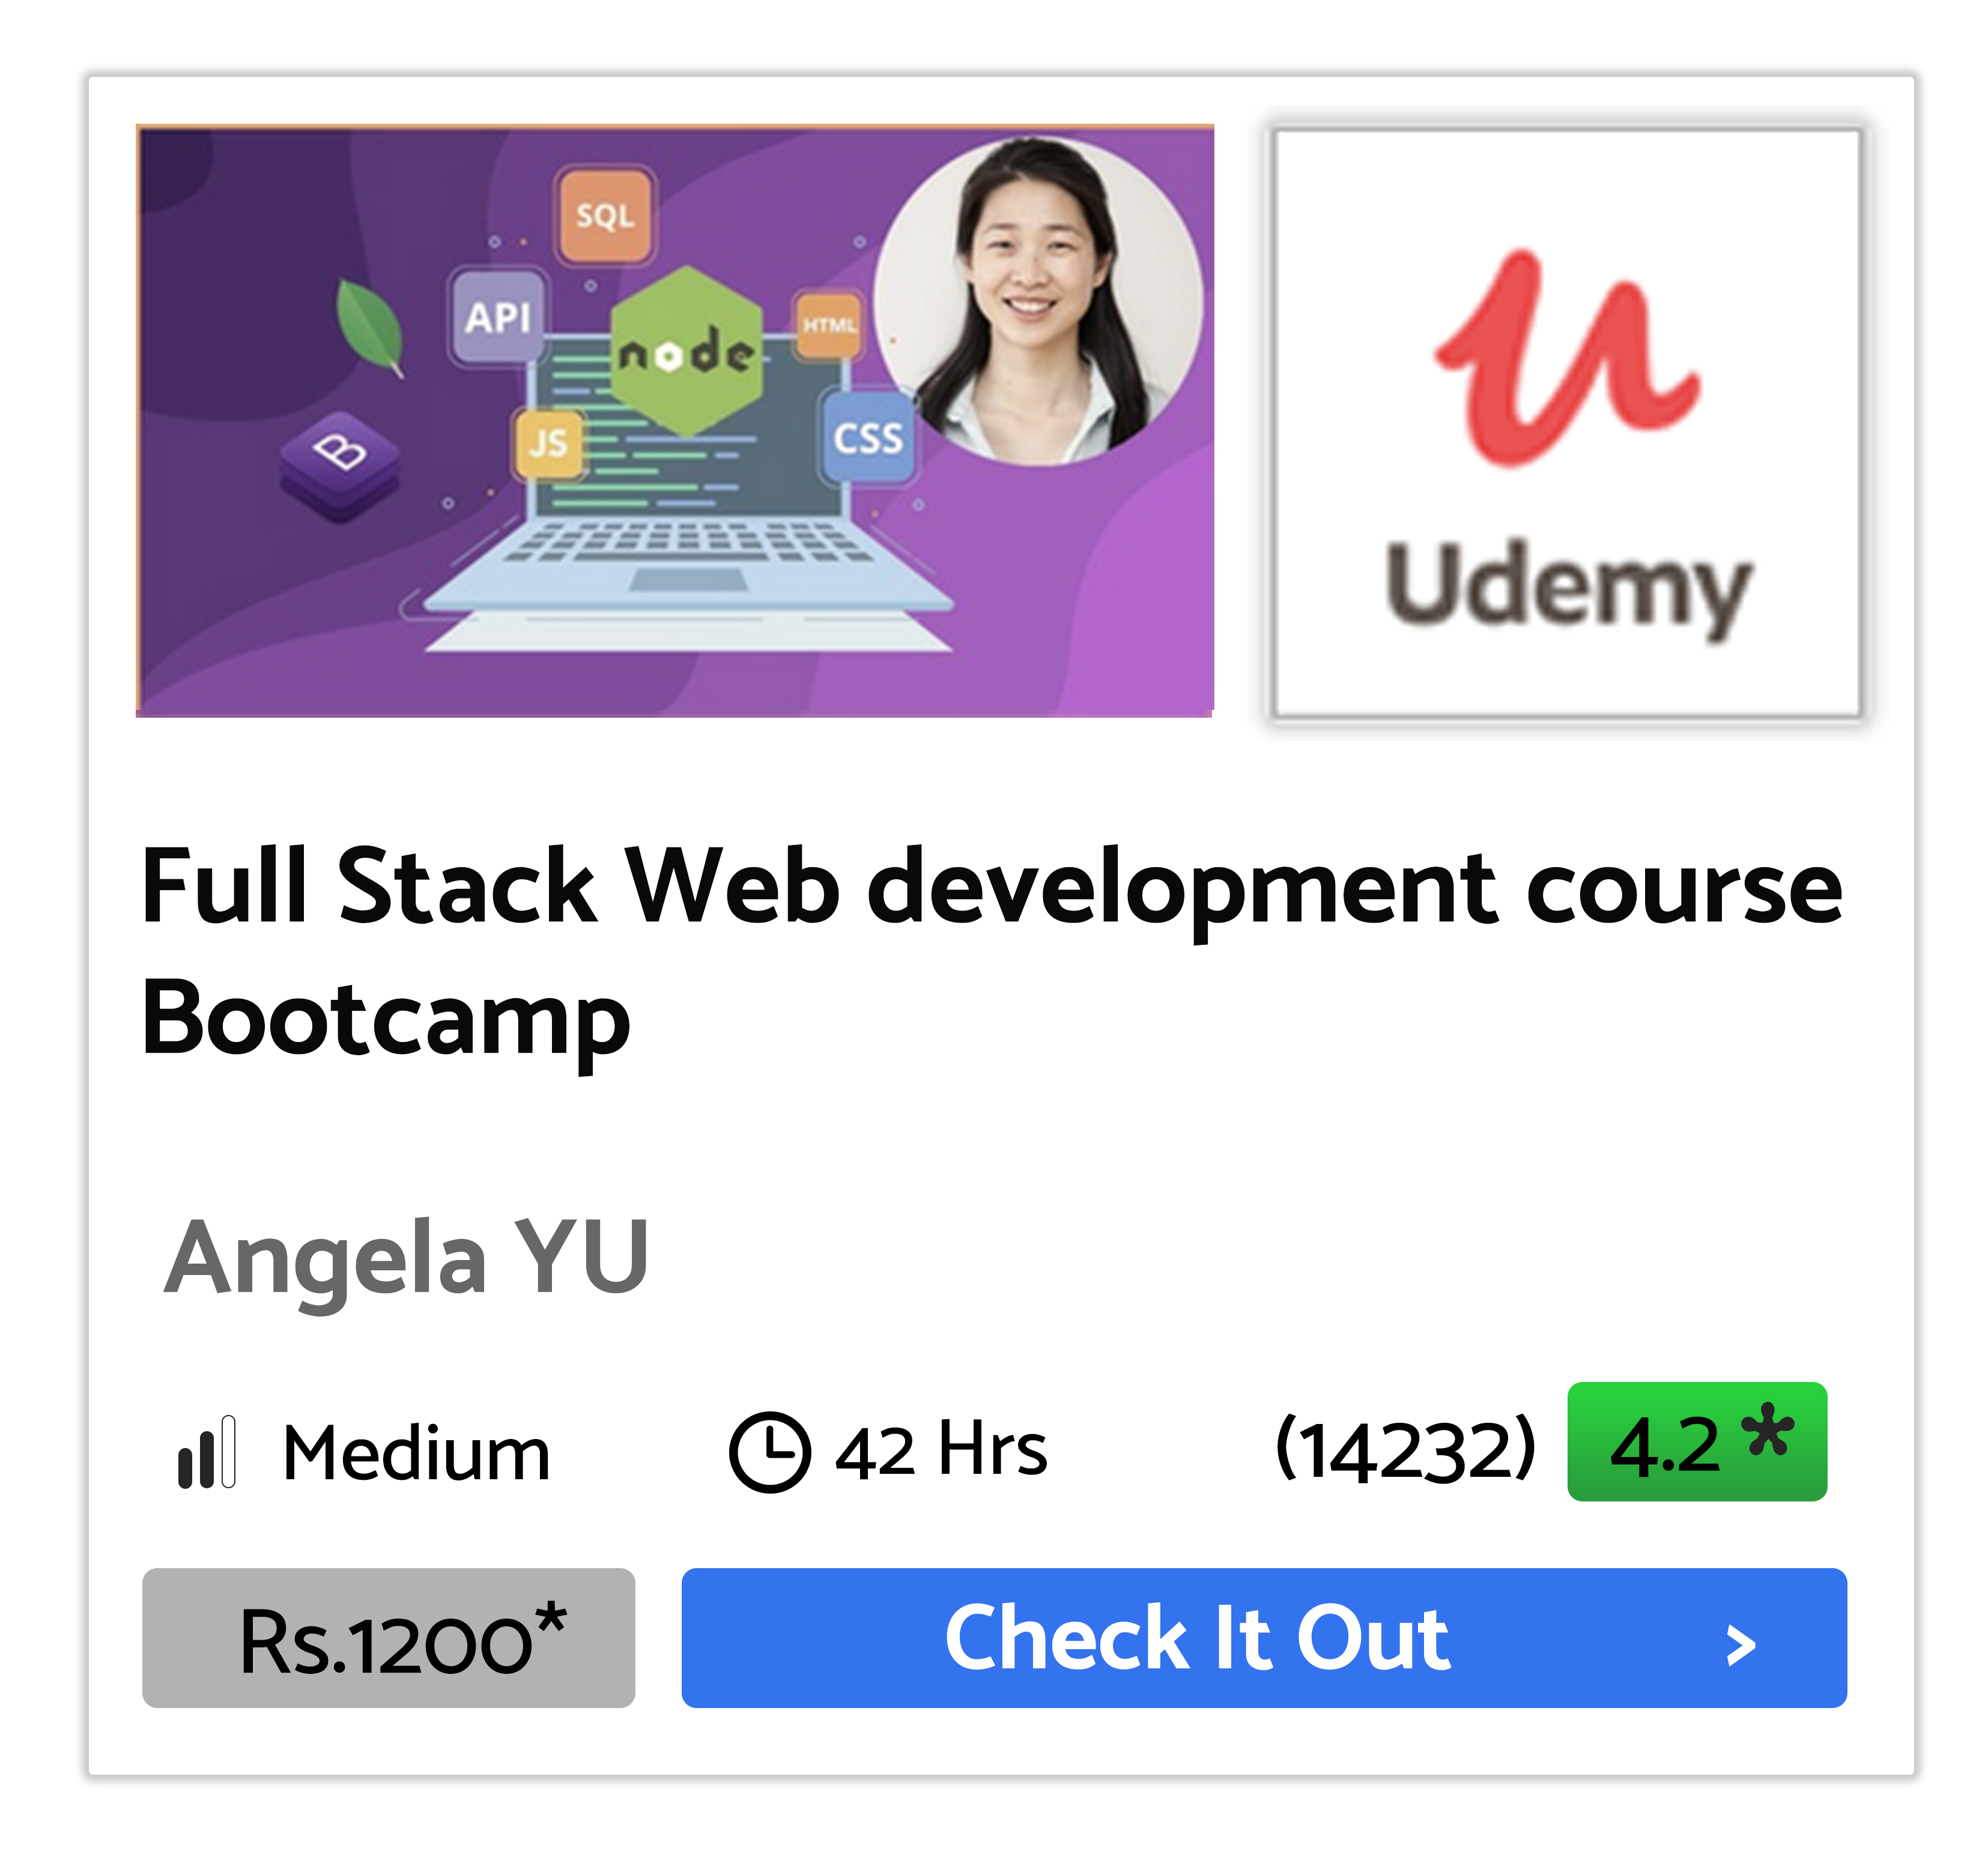 SQL
API
node
HTML
JS
CSS
B
Udemy
Full Stack Web development course
Bootcamp
Angela YU
Medium
42 Hrs
(14232)
4.2 *
Rs.1200*
Check It Out >